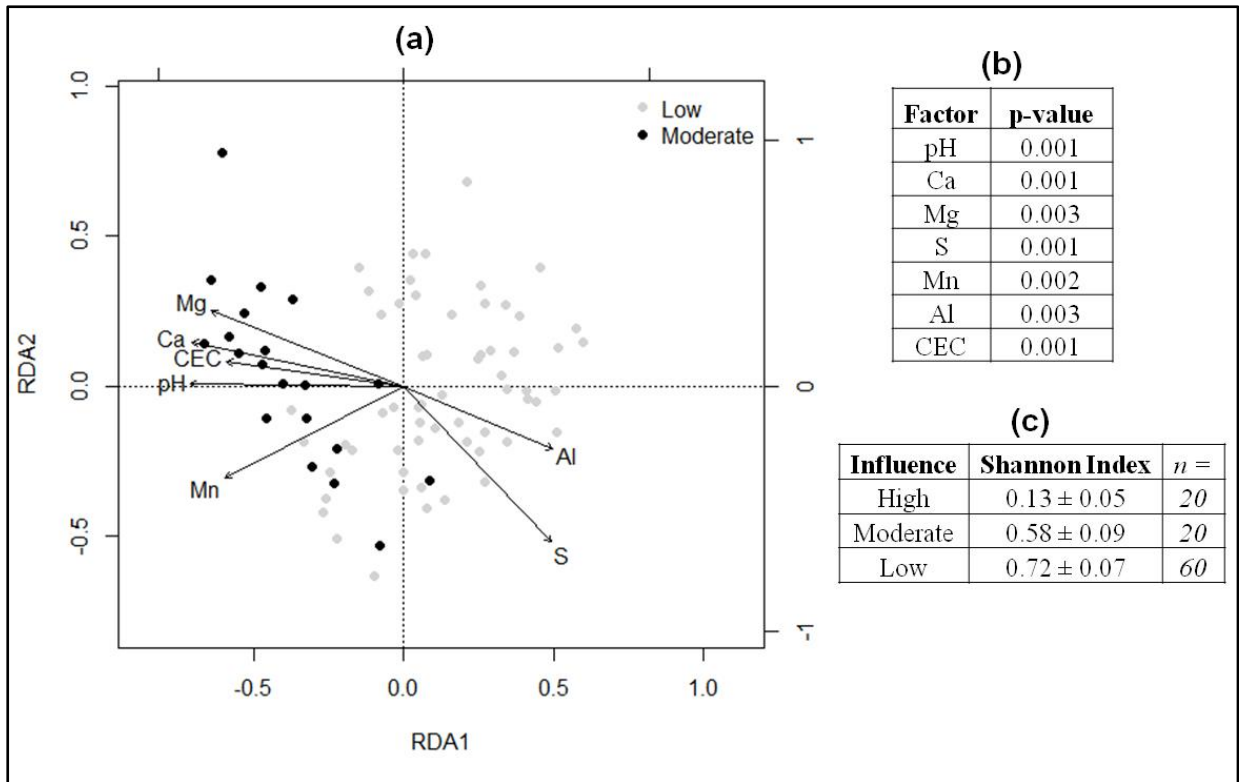 (a)
Low
Moderate
1.0
0.5
0.0
-0.5
RDA2
1
0
-1
Mg
Ca
CEC
pH
Mn
Al
S
-0.5 0.0 0.5 1.0
RDA1
(b)
Factor p-value
pH 0.001
Ca 0.001
Mg 0.003
S 0.001
Mn 0.002
Al 0.003
CEC 0.001
(c)
Influence Shannon Index n =
High 0.13 ± 0.05 20
Moderate 0.58 ± 0.09 20
Low 0.72 ± 0.07 60